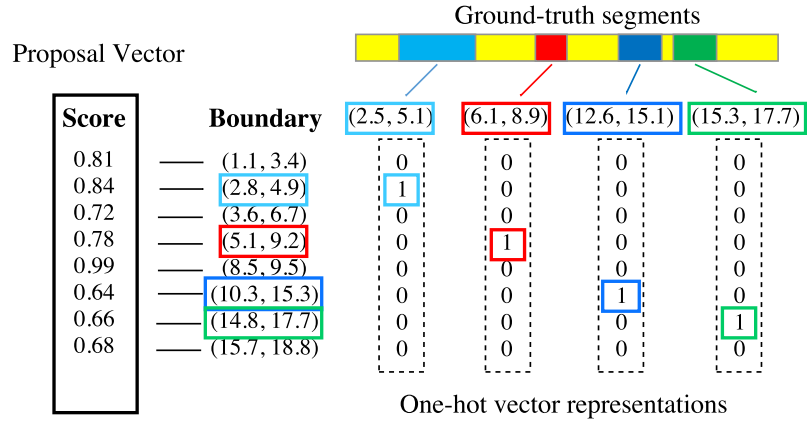 Ground-truth segments
Proposal Vector
Score Boundary (2.5, 5.1) (6.1, 8.9) (12.6, 15.1) (15.3, 17.7)
0.81 (1.1, 3.4) 0 0 0 0
0.84 (2.8, 4.9) 1 0 0 0
0.72 (3.6, 6.7) 0 0 0 0
0.78 (5.1, 9.2) 0 1 0 0
0.99 (8.5, 9.5) 0 0 0 0
0.64 (10.3, 15.3) 0 0 1 0
0.66 (14.8, 17.7) 0 0 0 1
0.68 (15.7, 18.8) 0 0 0 0
One-hot vector representations